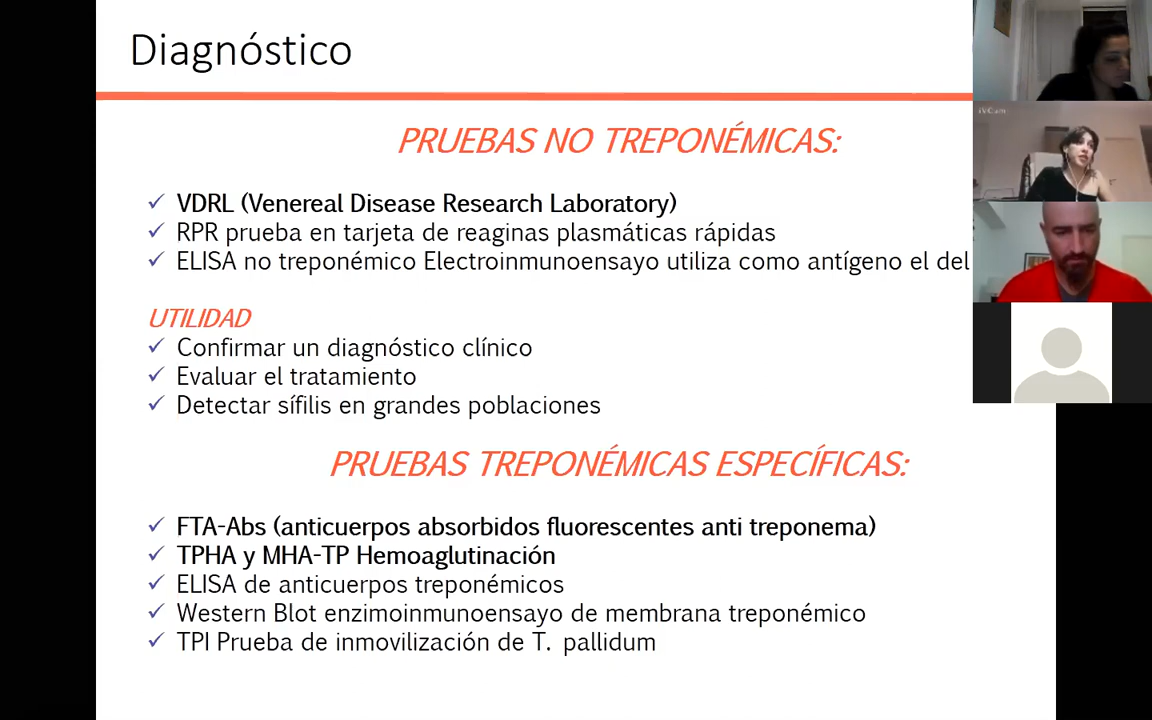 Diagnóstico
PRUEBAS NO TREPONÉMICAS:
VDRL (Venereal Disease Research Laboratory)
RPR prueba en tarjeta de reaginas plasmáticas rápidas
ELISA no treponémico Electroinmunoensayo utiliza como antígeno el del
UTILIDAD
Confirmar un diagnóstico clínico
Evaluar el tratamiento
Detectar sífilis en grandes poblaciones
PRUEBAS TREPONÉMICAS ESPECÍFICAS:
FTA-Abs (anticuerpos absorbidos fluorescentes anti treponema)
TPHA y MHA-TP Hemoaglutinación
ELISA de anticuerpos treponémicos
Western Blot enzimoinmunoensayo de membrana treponémico
TPI Prueba de inmovilización de T. pallidum
iVCam